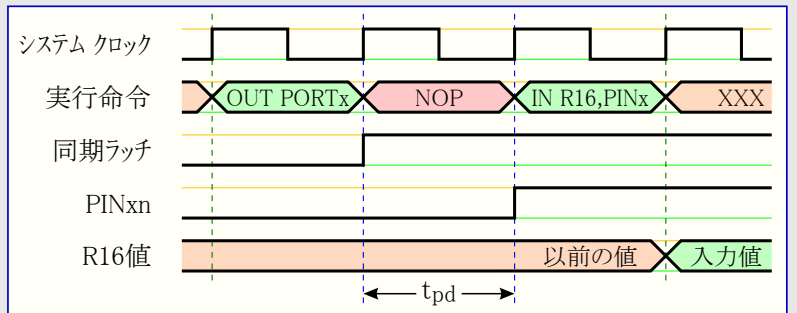 システム クロック
実行命令 OUT PORTx NOP IN R16,PINx XXX
同期ラッチ
PINxn
R16値 以前の値 入力値
tpd